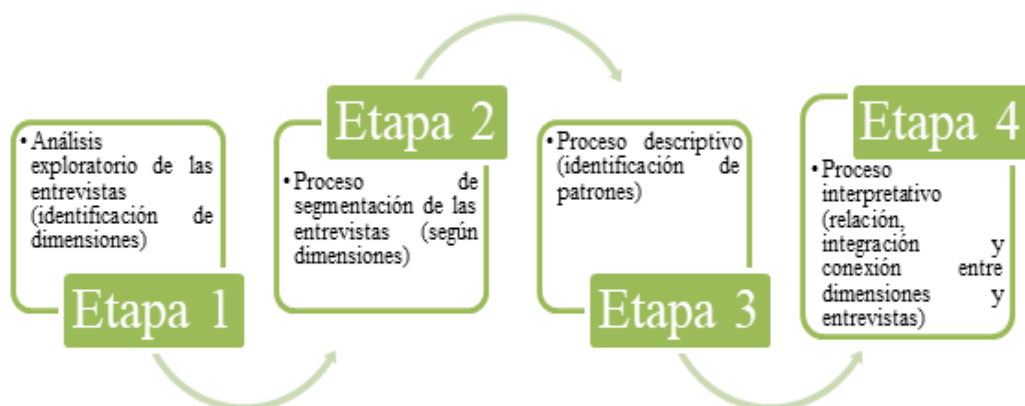 •Análisis
exploratorio de las
entrevistas
(identificación de
dimensiones)
Etapa 1
Etapa 2
•Proceso de
segmentación de las
entrevistas (según
dimensiones)
•Proceso descriptivo
(identificación de
patrones)
Etapa 3
Etapa 4
•Proceso
interpretativo
(relación,
integración y
conexión entre
dimensiones y
entrevistas)